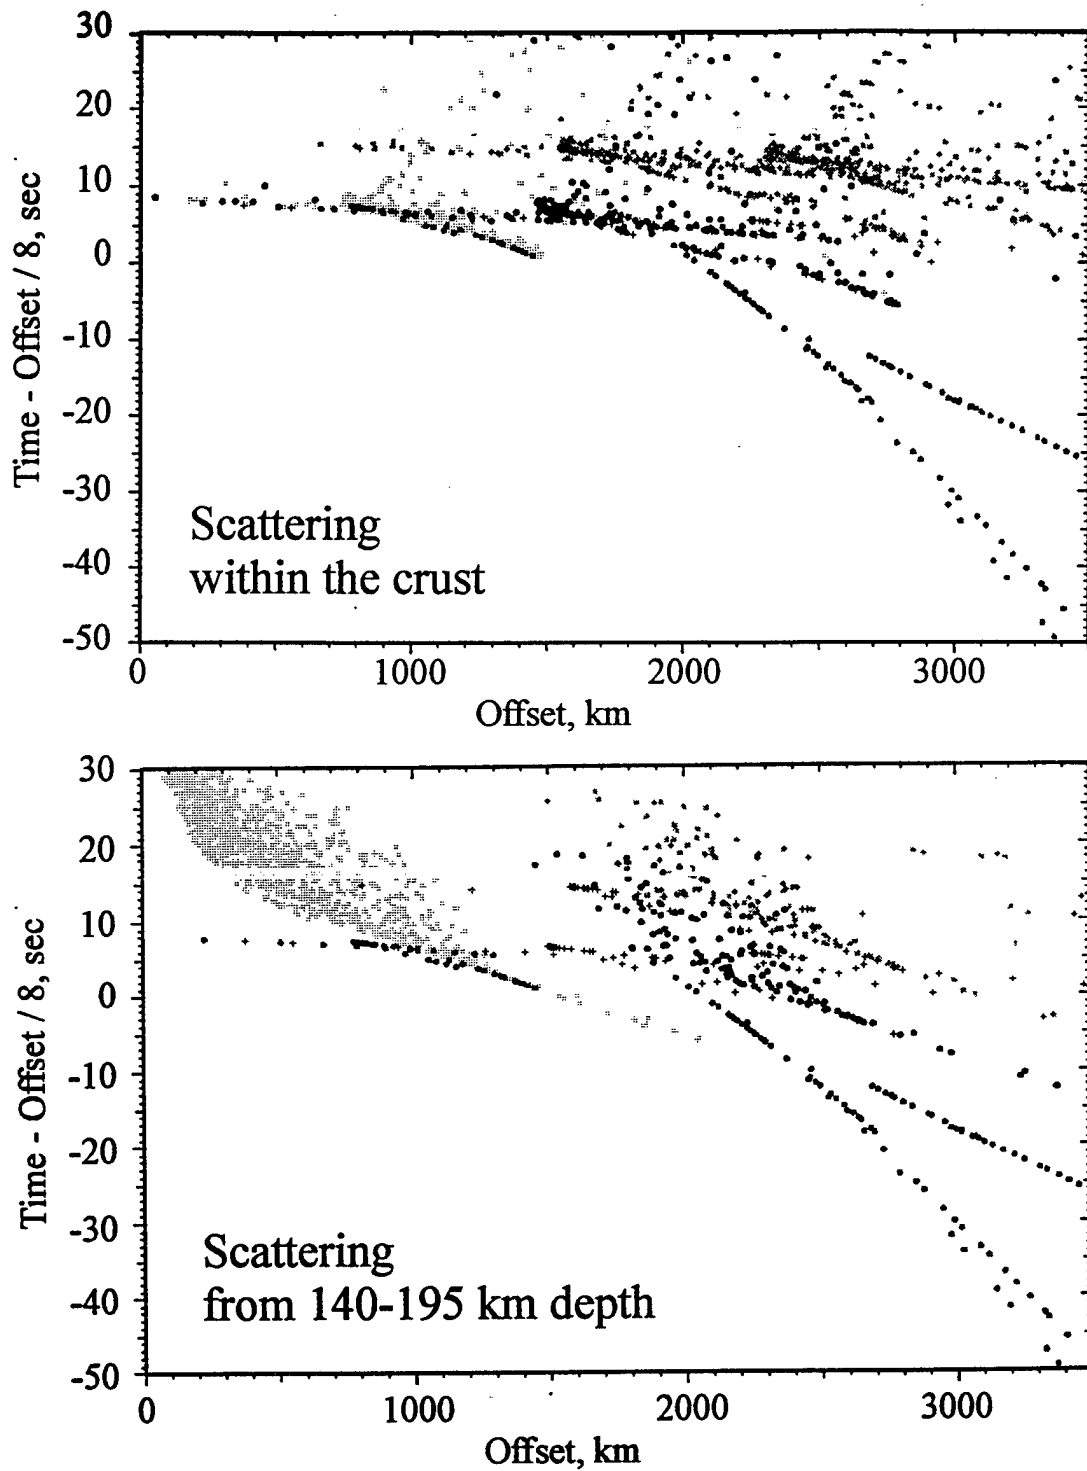 30
20
10
0
-10
-20
-30
-40
-50
Time - Offset / 8, sec
Scattering
within the crust
0 1000 2000 3000
Offset, km
30
20
10
0
-10
-20
-30
-40
-50
Time - Offset / 8, sec
Scattering
from 140-195 km depth
0 1000 2000 3000
Offset, km